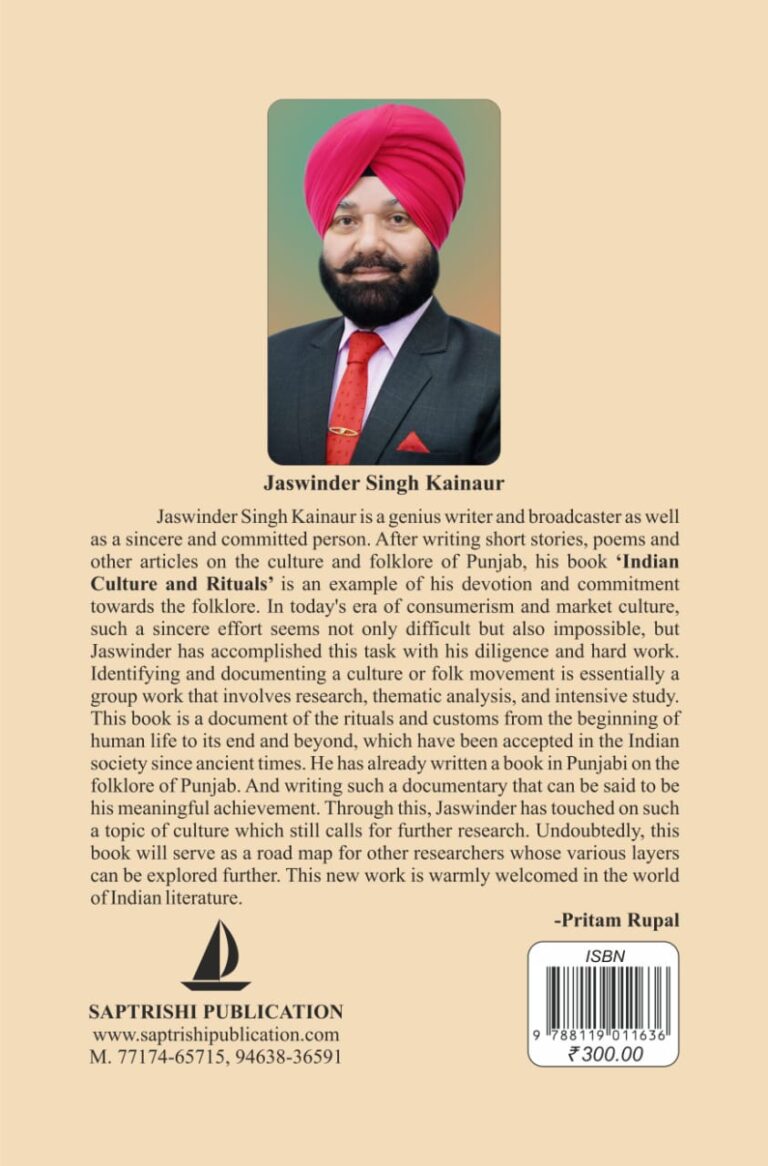 Jaswinder Singh Kainaur
Jaswinder Singh Kainaur is a genius writer and broadcaster as well
as a sincere and committed person. After writing short stories, poems and
other articles on the culture and folklore of Punjab, his book ‘Indian
Culture and Rituals’ is an example of his devotion and commitment
towards the folklore. In today's era of consumerism and market culture,
such a sincere effort seems not only difficult but also impossible, but
Jaswinder has accomplished this task with his diligence and hard work.
Identifying and documenting a culture or folk movement is essentially a
group work that involves research, thematic analysis, and intensive study.
This book is a document of the rituals and customs from the beginning of
human life to its end and beyond, which have been accepted in the Indian
society since ancient times. He has already written a book in Punjabi on the
folklore of Punjab. And writing such a documentary that can be said to be
his meaningful achievement. Through this, Jaswinder has touched on such
a topic of culture which still calls for further research. Undoubtedly, this
book will serve as a road map for other researchers whose various layers
can be explored further. This new work is warmly welcomed in the world
of Indian literature.
-Pritam Rupal
SAPTRISHI PUBLICATION
www.saptrishipublication.com
M. 77174-65715, 94638-36591
ISBN
9 788119 011636
₹300.00